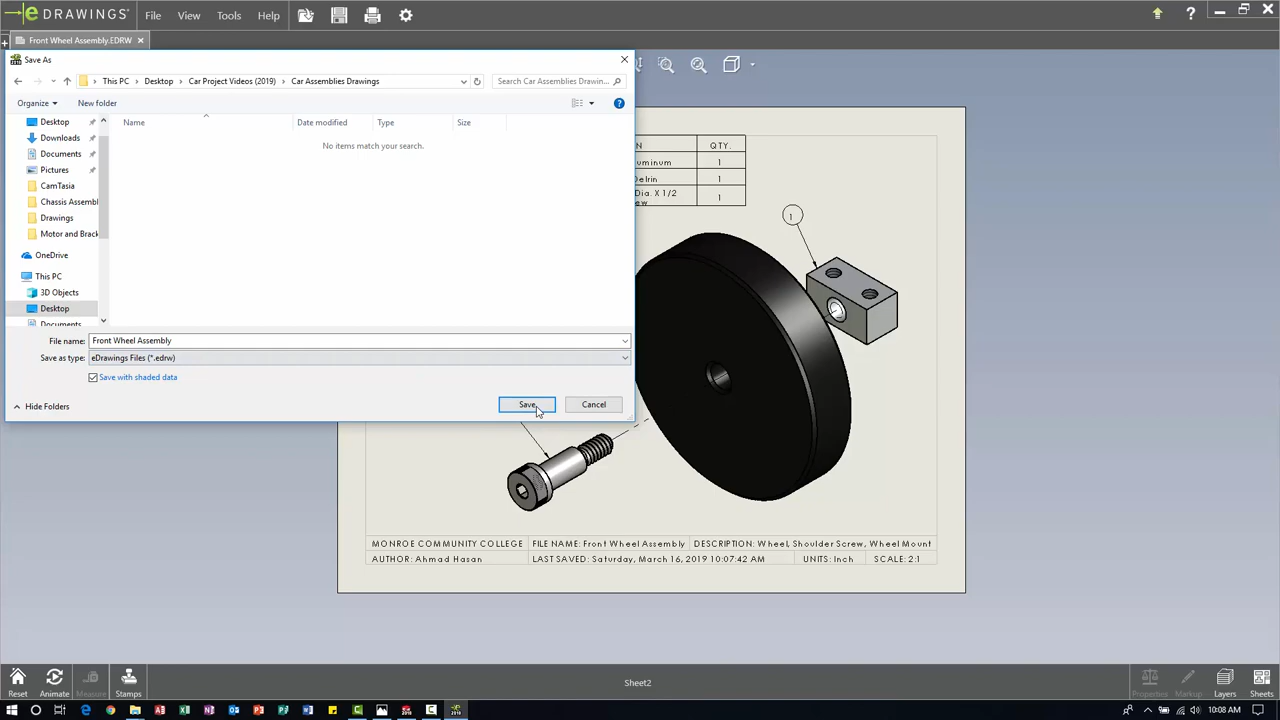 eDRAWINGS®
File View Tools Help
Front Wheel Assembly.EDRW
Save As
This PC > Desktop > Car Project Videos (2019) > Car Assemblies Drawings
Search Car Assemblies Drawin...
Organize New folder
Desktop
Downloads
Documents
Pictures
CamTasia
Chassis Assembl
Drawings
Motor and Brack
OneDrive
This PC
3D Objects
Desktop
Documents
Name Date modified Type Size
No items match your search.
File name: Front Wheel Assembly
Save as type: eDrawings Files (*.edrw)
Save with shaded data
Hide Folders
Save Cancel
N QTY.
uminum 1
Delrin 1
Dia. X 1/2
ew 1
1
MONROE COMMUNITY COLLEGE FILE NAME: Front Wheel Assembly DESCRIPTION: Wheel, Shoulder Screw, Wheel Mount
AUTHOR: Ahmad Hasan LAST SAVED: Saturday, March 16, 2019 10:07:42 AM UNITS: Inch SCALE: 2:1
Reset Animate Measure Stamps
Sheet2
Properties Markup Layers Sheets
10:08 AM